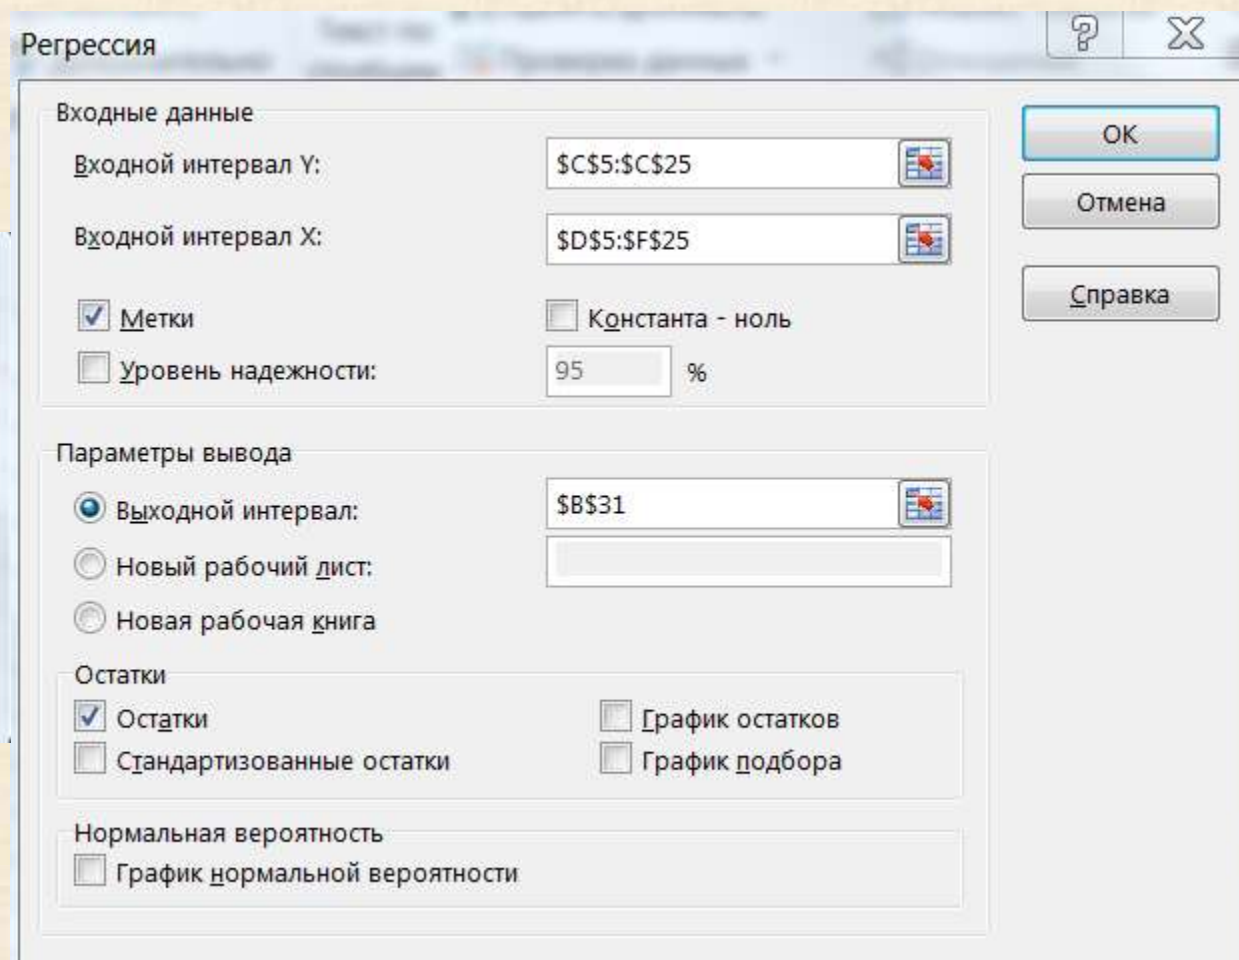 Регрессия
Входные данные
Входной интервал Y: $C$5:$C$25
Входной интервал X: $D$5:$F$25
Метки Константа - ноль
Уровень надежности: 95 %
OK
Отмена
Справка
Параметры вывода
Выходной интервал: $B$31
Новый рабочий лист:
Новая рабочая книга
Остатки
Остатки График остатков
Стандартизованные остатки График подбора
Нормальная вероятность
График нормальной вероятности